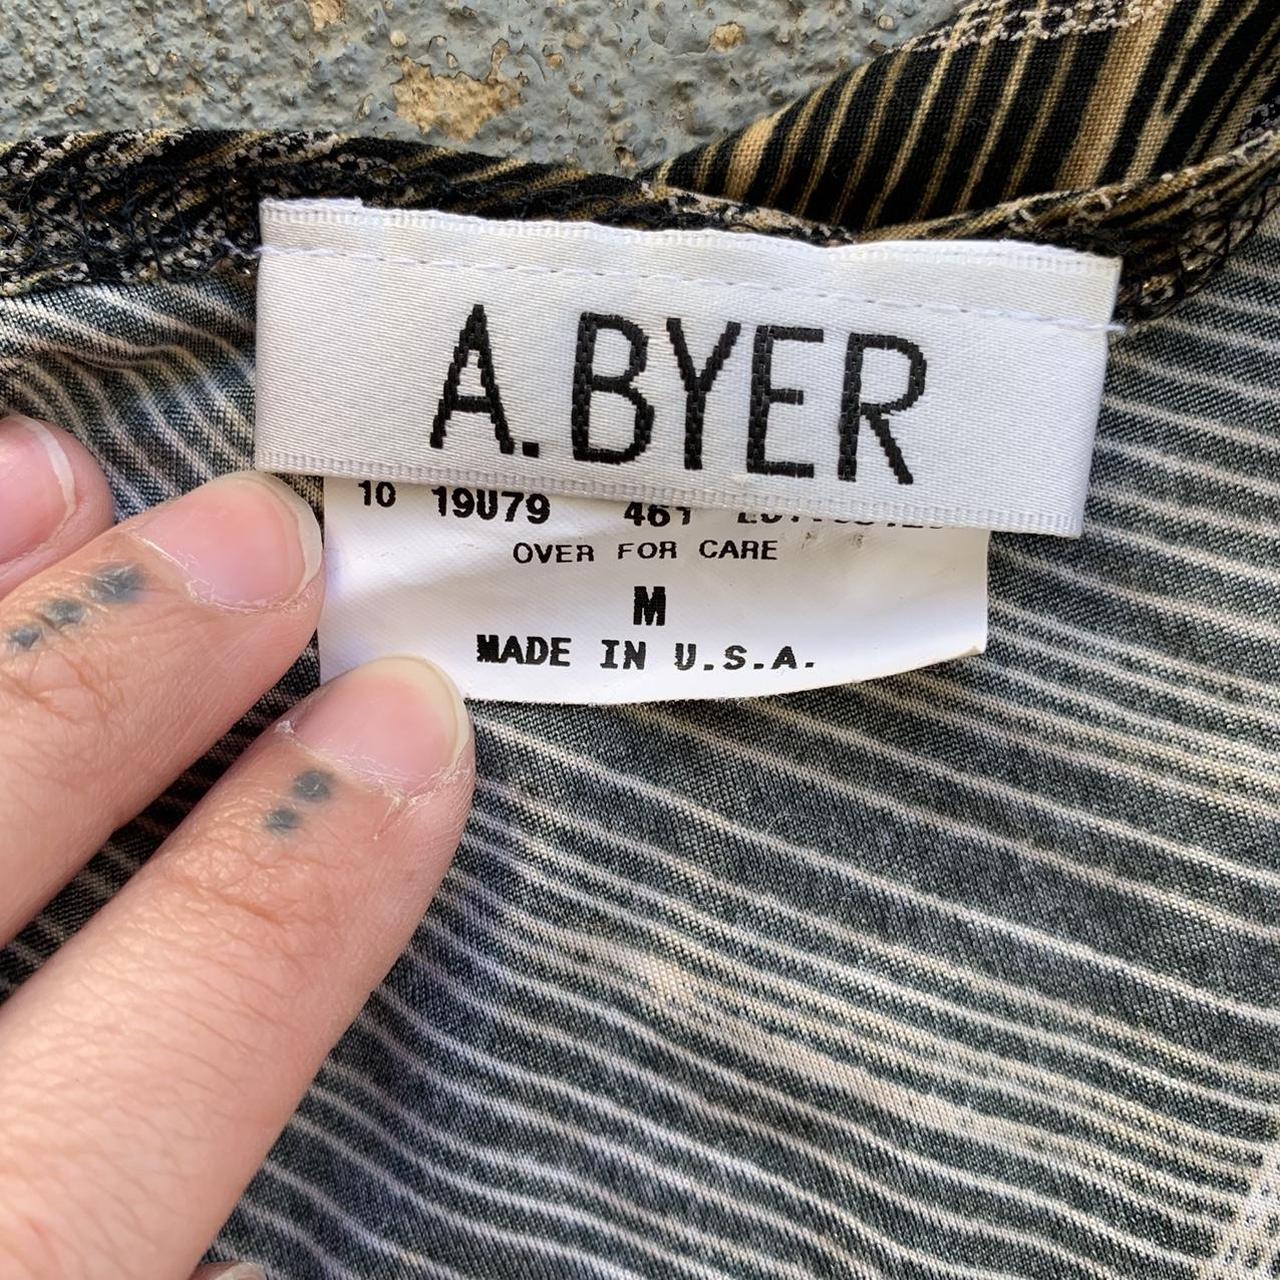 A.BYER
10 19U79 461
OVER FOR CARE
M
MADE IN U.S.A.